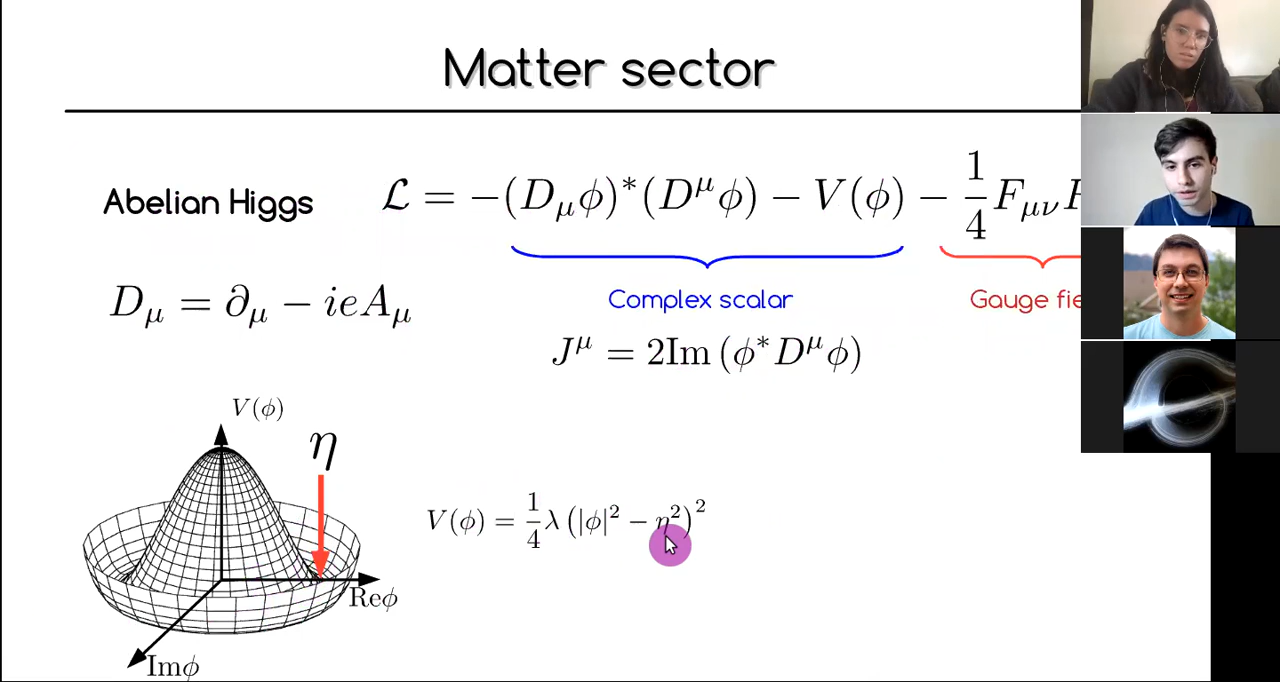 Matter sector
Abelian Higgs
ℒ = −(D_μϕ)*(D^μϕ) − V(ϕ) − 1/4 F_μν
Complex scalar
Gauge fie
D_μ = ∂_μ − ieA_μ
J^μ = 2Im (ϕ*D^μϕ)
V(ϕ)
η
V(ϕ) = 1/4 λ (|ϕ|² − η²)²
Reϕ
Imϕ